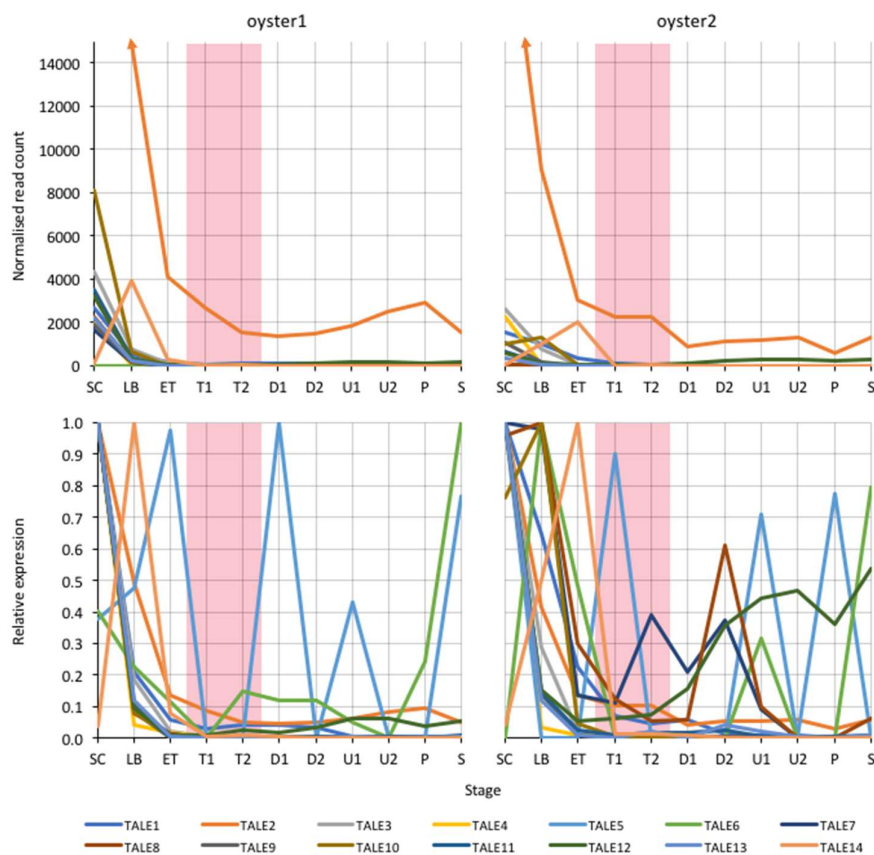 oyster1 oyster2
Normalised read count
14000
12000
10000
8000
6000
4000
2000
0
SC LB ET T1 T2 D1 D2 U1 U2 P S
SC LB ET T1 T2 D1 D2 U1 U2 P S
Relative expression
1.0
0.9
0.8
0.7
0.6
0.5
0.4
0.3
0.2
0.1
0.0
SC LB ET T1 T2 D1 D2 U1 U2 P S
SC LB ET T1 T2 D1 D2 U1 U2 P S
Stage
TALE1 TALE2 TALE3 TALE4 TALE5 TALE6 TALE7
TALE8 TALE9 TALE10 TALE11 TALE12 TALE13 TALE14